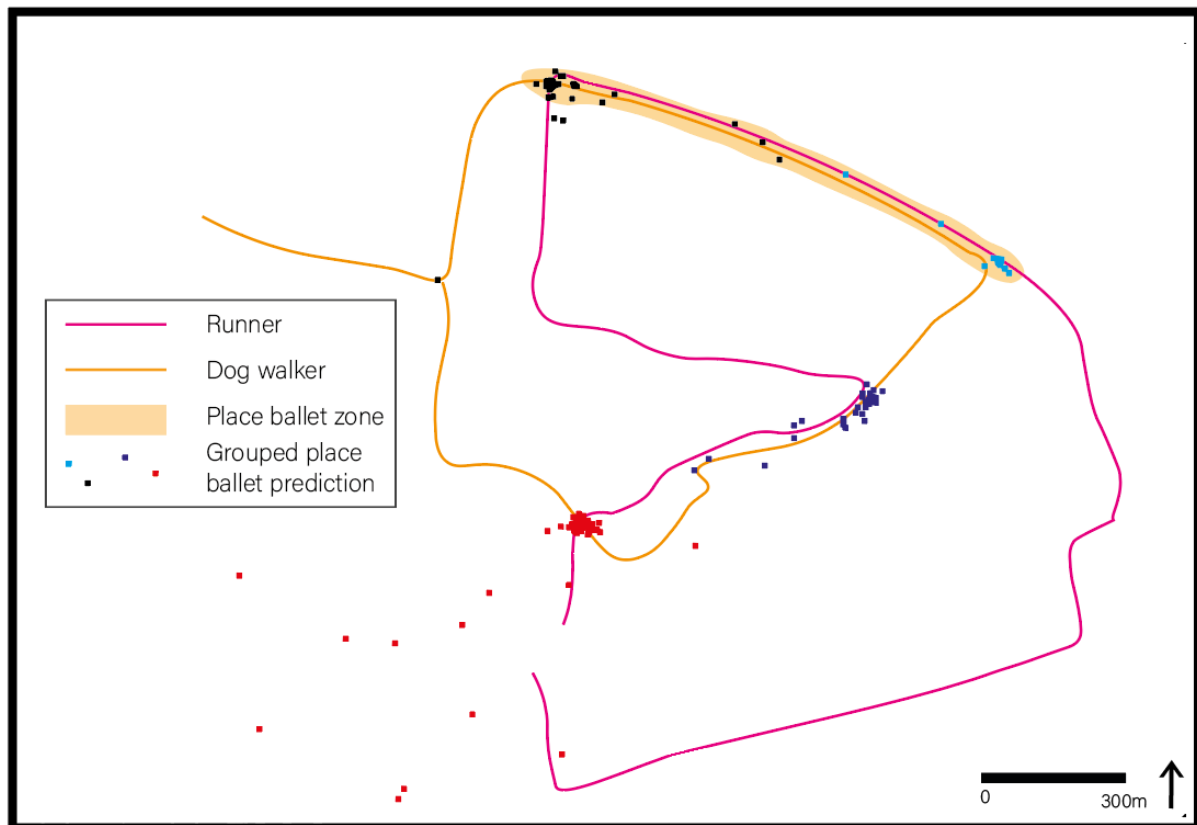 Runner
Dog walker
Place ballet zone
Grouped place
ballet prediction
0 300m